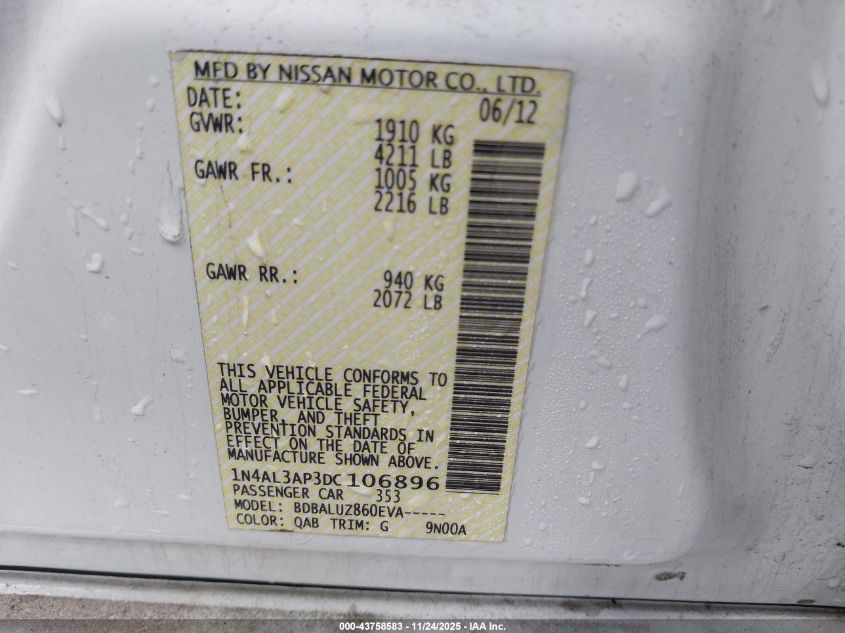 MFD BY NISSAN MOTOR CO., LTD.
DATE: 06/12
GVWR: 1910 KG
4211 LB
GAWR FR.: 1005 KG
2216 LB
GAWR RR.: 940 KG
2072 LB
THIS VEHICLE CONFORMS TO
ALL APPLICABLE FEDERAL
MOTOR VEHICLE SAFETY,
BUMPER, AND THEFT
PREVENTION STANDARDS IN
EFFECT ON THE DATE OF
MANUFACTURE SHOWN ABOVE.
1N4AL3AP3DC106896
PASSENGER CAR 353
MODEL: BDBALUZ860EVA-----
COLOR: QAB TRIM: G 9N00A
000-43758583 - 11/24/2025 - IAA Inc.